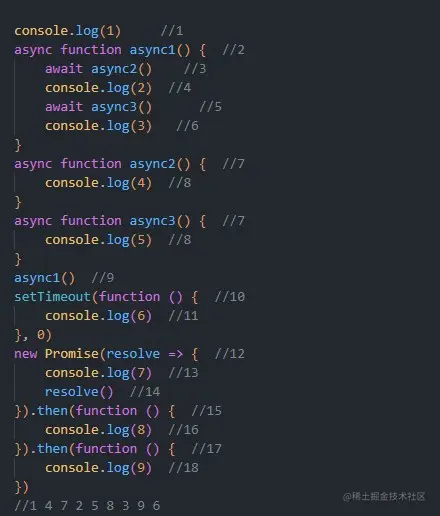 console.log(1)     //1
async function async1() {  //2
    await async2()    //3
    console.log(2)  //4
    await async3()      //5
    console.log(3)   //6
}
async function async2() {  //7
    console.log(4)  //8
}
async function async3() {  //7
    console.log(5)  //8
}
async1()  //9
setTimeout(function () {  //10
    console.log(6)  //11
}, 0)
new Promise(resolve => {  //12
    console.log(7)  //13
    resolve()  //14
}).then(function () {  //15
    console.log(8)  //16
}).then(function () {  //17
    console.log(9)  //18
})
//1 4 7 2 5 8 3 9 6
@稀土掘金技术社区